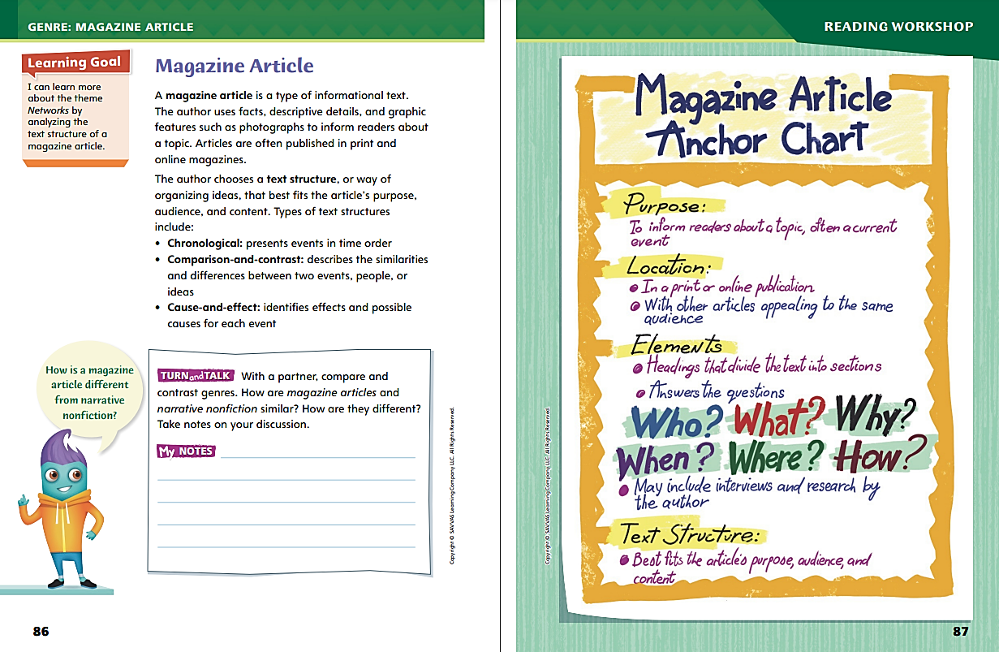 GENRE: MAGAZINE ARTICLE
Learning Goal
I can learn more
about the theme
Networks by
analyzing the
text structure of a
magazine article.
Magazine Article
A magazine article is a type of informational text.
The author uses facts, descriptive details, and graphic
features such as photographs to inform readers about
a topic. Articles are often published in print and
online magazines.
The author chooses a text structure, or way of
organizing ideas, that best fits the article's purpose,
audience, and content. Types of text structures
include:
• Chronological: presents events in time order
• Comparison-and-contrast: describes the similarities
and differences between two events, people, or
ideas
• Cause-and-effect: identifies effects and possible
causes for each event
How is a magazine
article different
from narrative
nonfiction?
TURN and TALK With a partner, compare and
contrast genres. How are magazine articles and
narrative nonfiction similar? How are they different?
Take notes on your discussion.
My NOTES
Copyright © SAVVAS Learning Company LLC. All Rights Reserved.
86
READING WORKSHOP
Magazine Article
Anchor Chart
Purpose:
To inform readers about a topic, often a current
event
Location:
• In a print or online publication
• With other articles appealing to the same
audience
Elements
• Headings that divide the text into sections
• Answers the questions
Who? What? Why?
When? Where? How?
• May include interviews and research by
the author
Text Structure:
• Best fits the article's purpose, audience, and
content
Copyright © SAVVAS Learning Company LLC. All Rights Reserved.
87